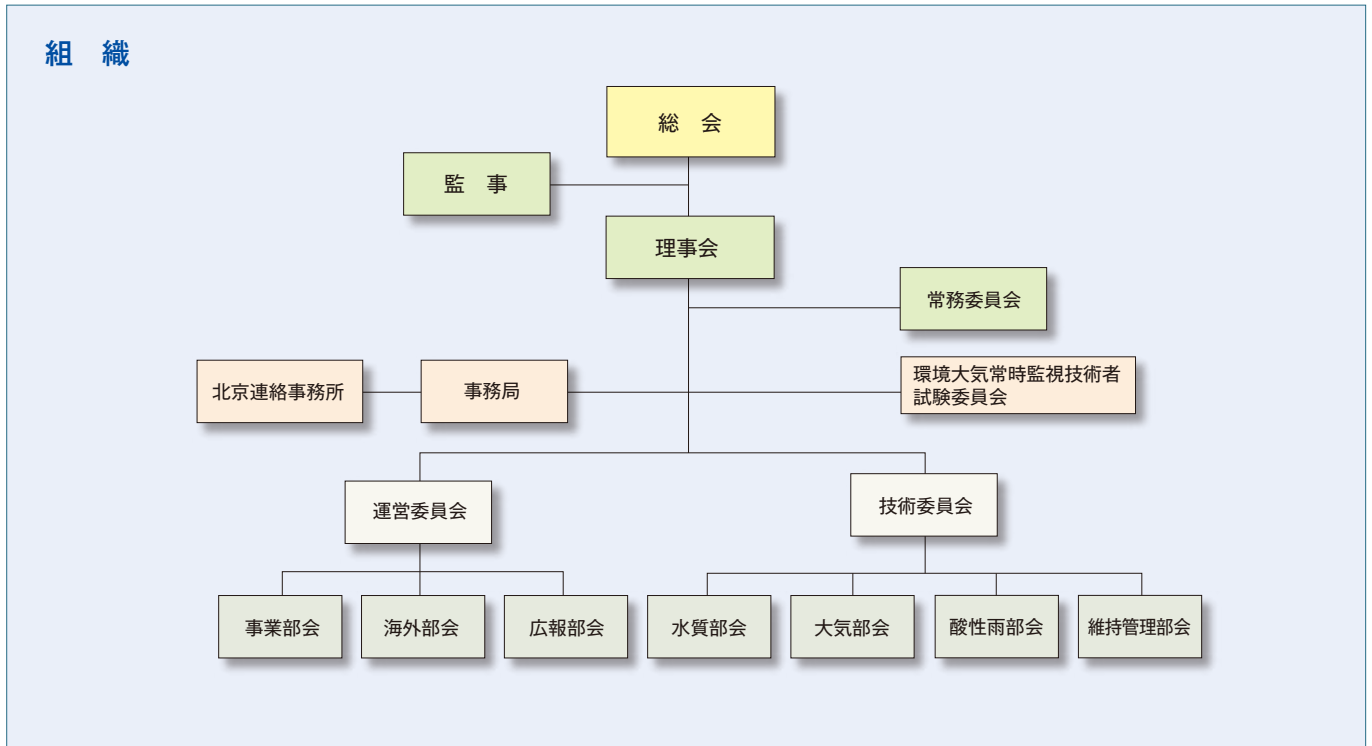 組　織
総　会
監　事
理事会
常務委員会
北京連絡事務所
事務局
環境大気常時監視技術者
試験委員会
運営委員会
技術委員会
事業部会
海外部会
広報部会
水質部会
大気部会
酸性雨部会
維持管理部会